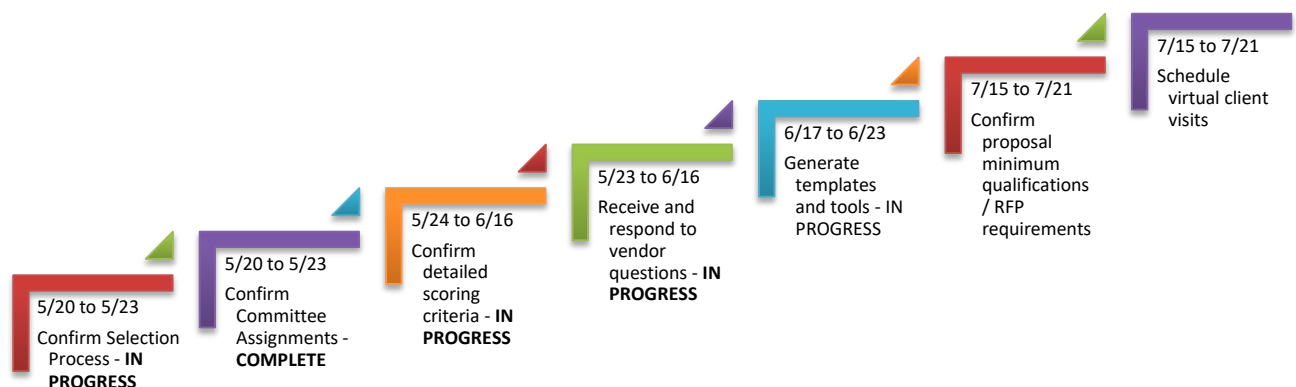 5/20 to 5/23
Confirm Selection
Process - IN
PROGRESS
5/20 to 5/23
Confirm
Committee
Assignments -
COMPLETE
5/24 to 6/16
Confirm
detailed
scoring
criteria - IN
PROGRESS
5/23 to 6/16
Receive and
respond to
vendor
questions - IN
PROGRESS
6/17 to 6/23
Generate
templates
and tools - IN
PROGRESS
7/15 to 7/21
Confirm
proposal
minimum
qualifications
/ RFP
requirements
7/15 to 7/21
Schedule
virtual client
visits